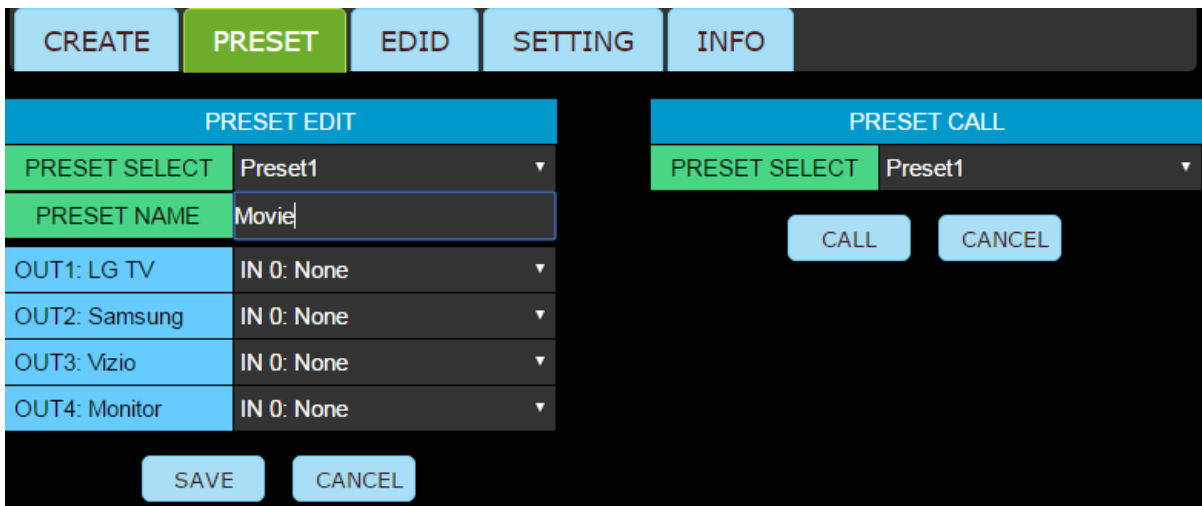 CREATE PRESET EDID SETTING INFO
PRESET EDIT
PRESET SELECT Preset1
PRESET NAME Movie
OUT1: LG TV IN 0: None
OUT2: Samsung IN 0: None
OUT3: Vizio IN 0: None
OUT4: Monitor IN 0: None
SAVE CANCEL
PRESET CALL
PRESET SELECT Preset1
CALL CANCEL